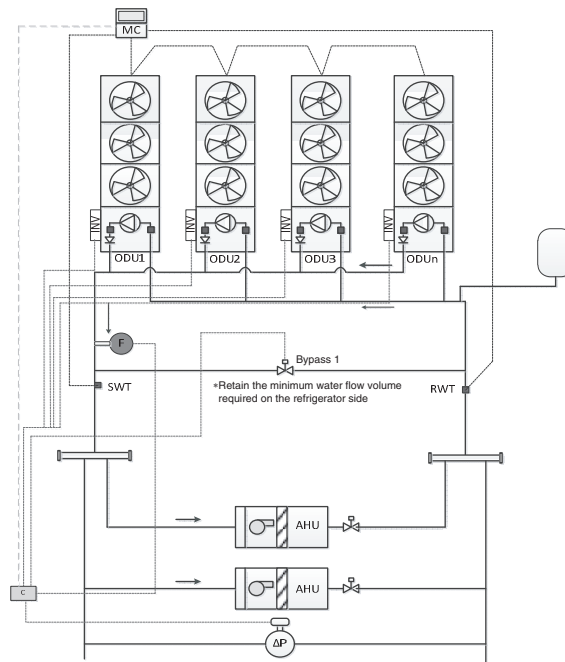 MC
INV
INV
INV
INV
ODU1
ODU2
ODU3
ODUn
F
Bypass 1
SWT
*Retain the minimum water flow volume
required on the refrigerator side
RWT
AHU
AHU
C
ΔP